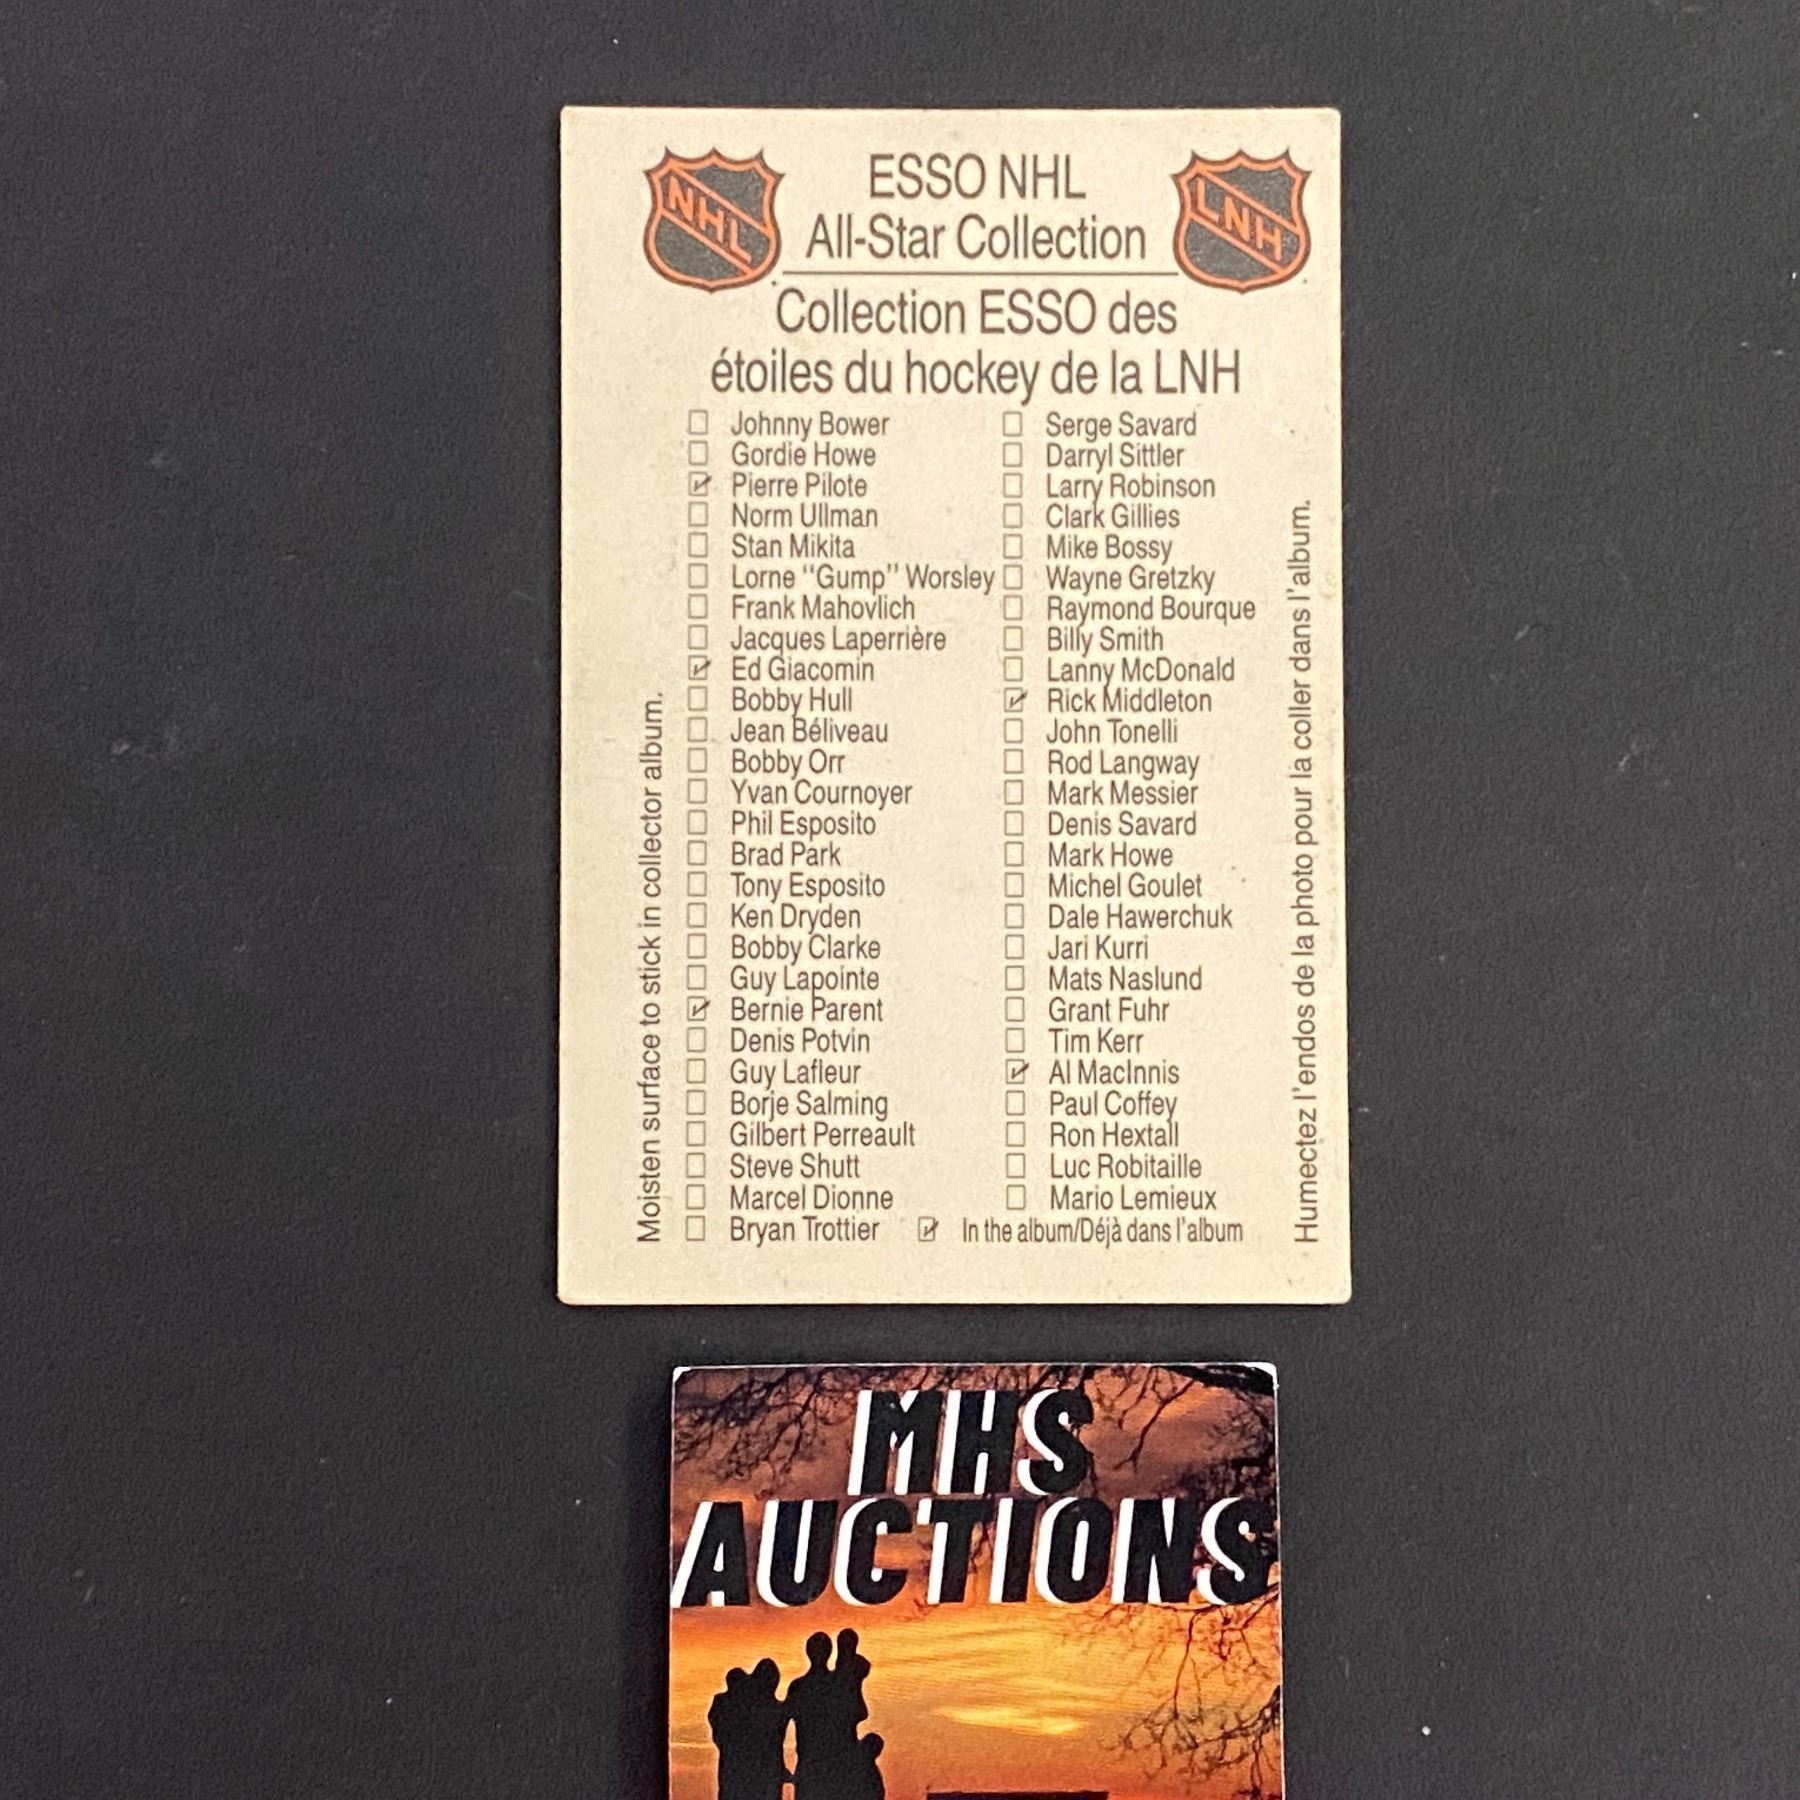 NHL
ESSO NHL
All-Star Collection
LNH
Collection ESSO des
étoiles du hockey de la LNH
Moisten surface to stick in collector album.
Johnny Bower
Gordie Howe
Pierre Pilote
Norm Ullman
Stan Mikita
Lorne "Gump" Worsley
Frank Mahovlich
Jacques Laperrière
Ed Giacomin
Bobby Hull
Jean Béliveau
Bobby Orr
Yvan Cournoyer
Phil Esposito
Brad Park
Tony Esposito
Ken Dryden
Bobby Clarke
Guy Lapointe
Bernie Parent
Denis Potvin
Guy Lafleur
Borje Salming
Gilbert Perreault
Steve Shutt
Marcel Dionne
Bryan Trottier
Serge Savard
Darryl Sittler
Larry Robinson
Clark Gillies
Mike Bossy
Wayne Gretzky
Raymond Bourque
Billy Smith
Lanny McDonald
Rick Middleton
John Tonelli
Rod Langway
Mark Messier
Denis Savard
Mark Howe
Michel Goulet
Dale Hawerchuk
Jari Kurri
Mats Naslund
Grant Fuhr
Tim Kerr
Al MacInnis
Paul Coffey
Ron Hextall
Luc Robitaille
Mario Lemieux
In the album/Déjà dans l'album
Humectez l'endos de la photo pour la coller dans l'album.
MHS
AUCTIONS